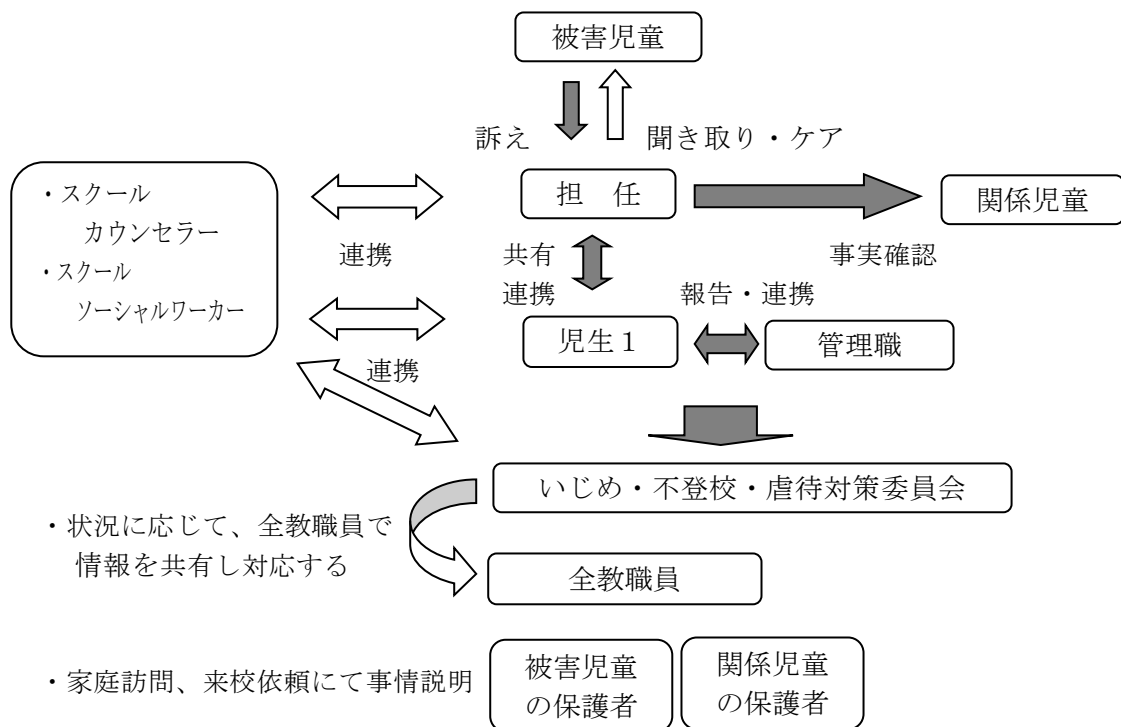 被害児童
訴え
聞き取り・ケア
・スクール
カウンセラー
・スクール
ソーシャルワーカー
担 任
関係児童
連携
共有
連携
事実確認
報告・連携
児生１
管理職
連携
いじめ・不登校・虐待対策委員会
・状況に応じて、全教職員で
情報を共有し対応する
全教職員
・家庭訪問、来校依頼にて事情説明
被害児童
の保護者
関係児童
の保護者